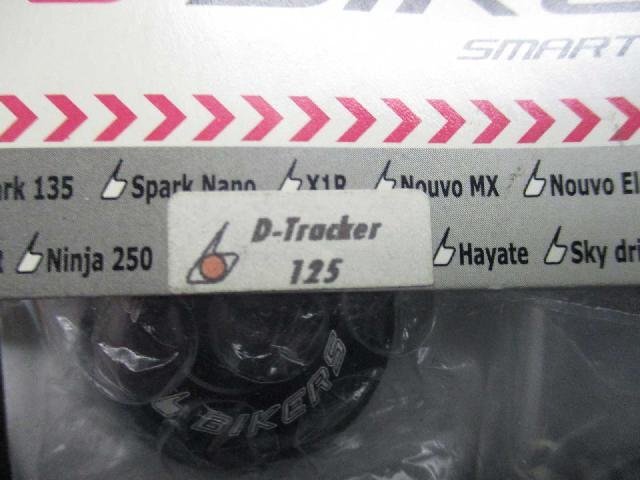 SMART
135 Spark Nano X1R Nouvo MX Nouvo
Ninja 250 D-Tracker Hayate Sky
125
BIKERS